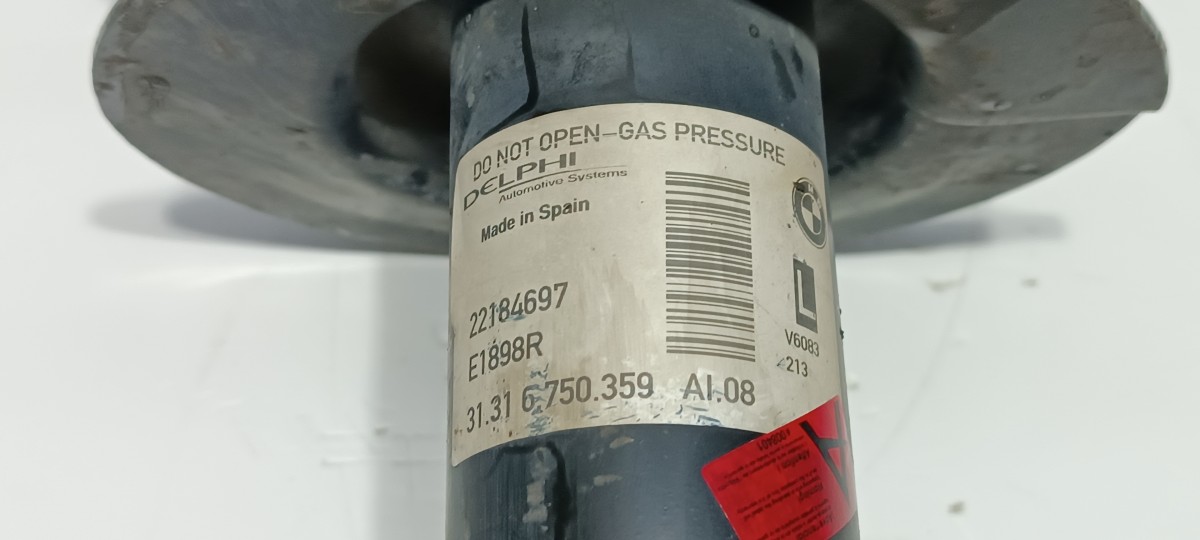 DO NOT OPEN-GAS PRESSURE
DELPHI
Automotive Systems
Made in Spain
22184697
E1898R
31.31 6 750.359 AI.08
L
V6083
213
Attention !